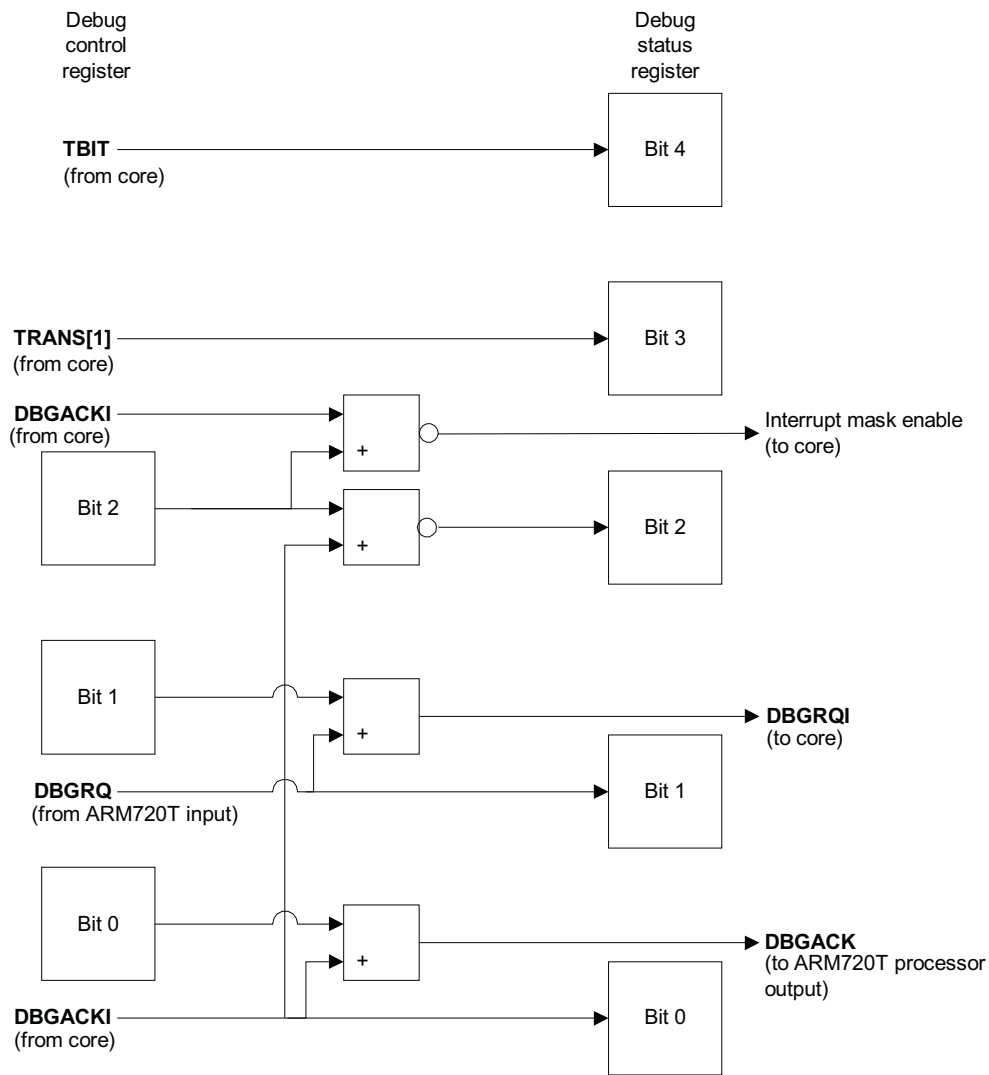 Debug
control
register
Debug
status
register
TBIT
(from core)
Bit 4
TRANS[1]
(from core)
Bit 3
DBGACKI
(from core)
+
Interrupt mask enable
(to core)
Bit 2
+
Bit 2
Bit 1
+
DBGRQI
(to core)
DBGRQ
(from ARM720T input)
Bit 1
Bit 0
+
DBGACK
(to ARM720T processor
output)
DBGACKI
(from core)
Bit 0